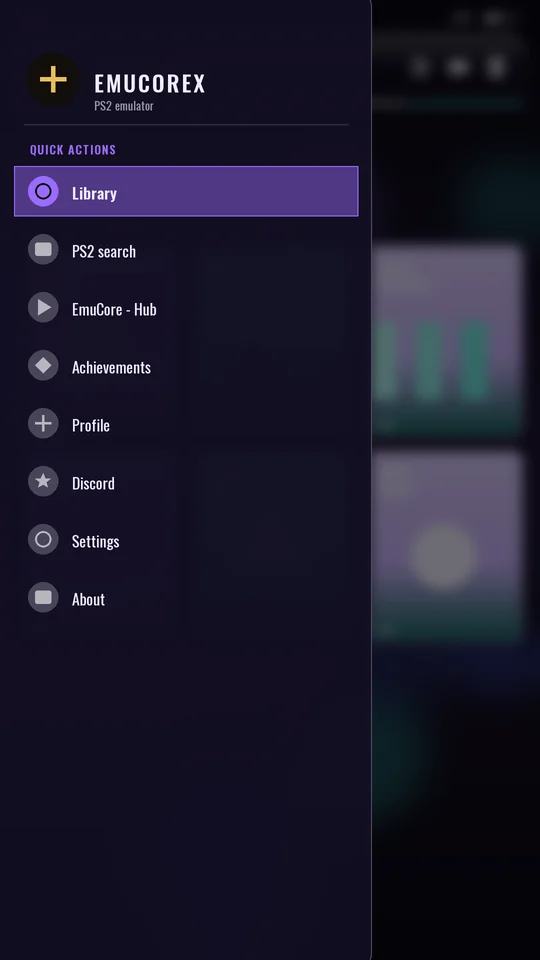 EMUCOREX
PS2 emulator
QUICK ACTIONS
Library
PS2 search
EmuCore - Hub
Achievements
Profile
Discord
Settings
About